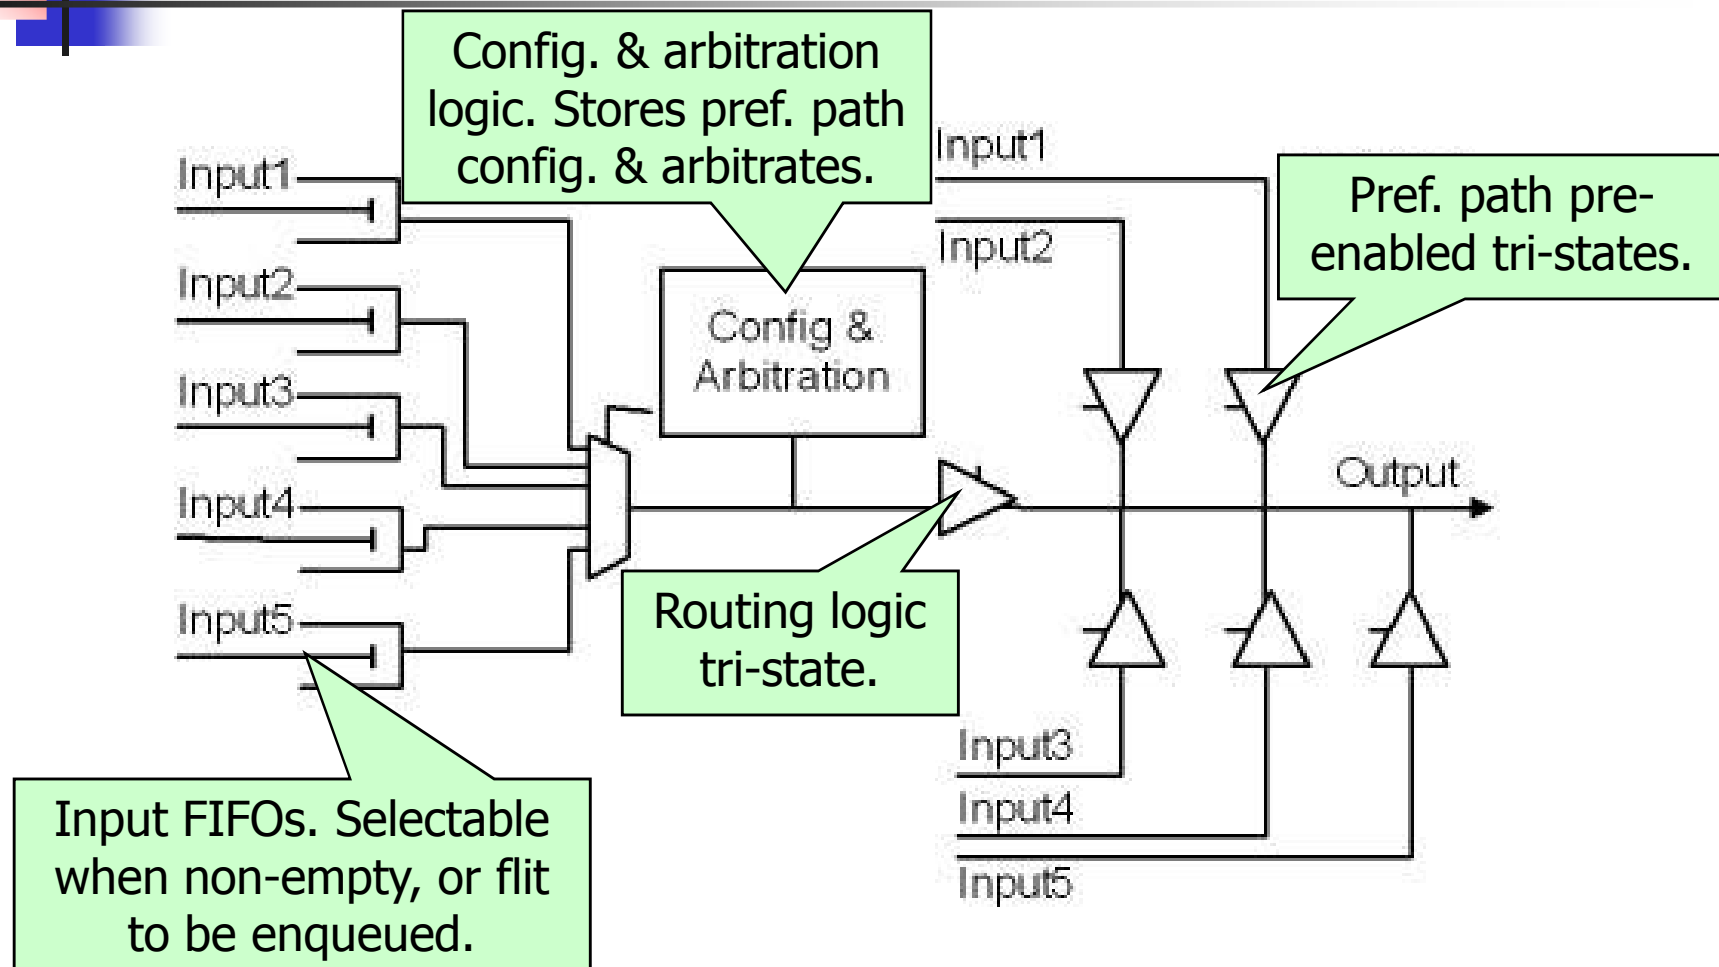 Config. & arbitration
logic. Stores pref. path
config. & arbitrates.
Input1
Input2
Input3
Input4
Input5
Config &
Arbitration
Input1
Input2
Pref. path pre-
enabled tri-states.
Output
Routing logic
tri-state.
Input3
Input4
Input5
Input FIFOs. Selectable
when non-empty, or flit
to be enqueued.